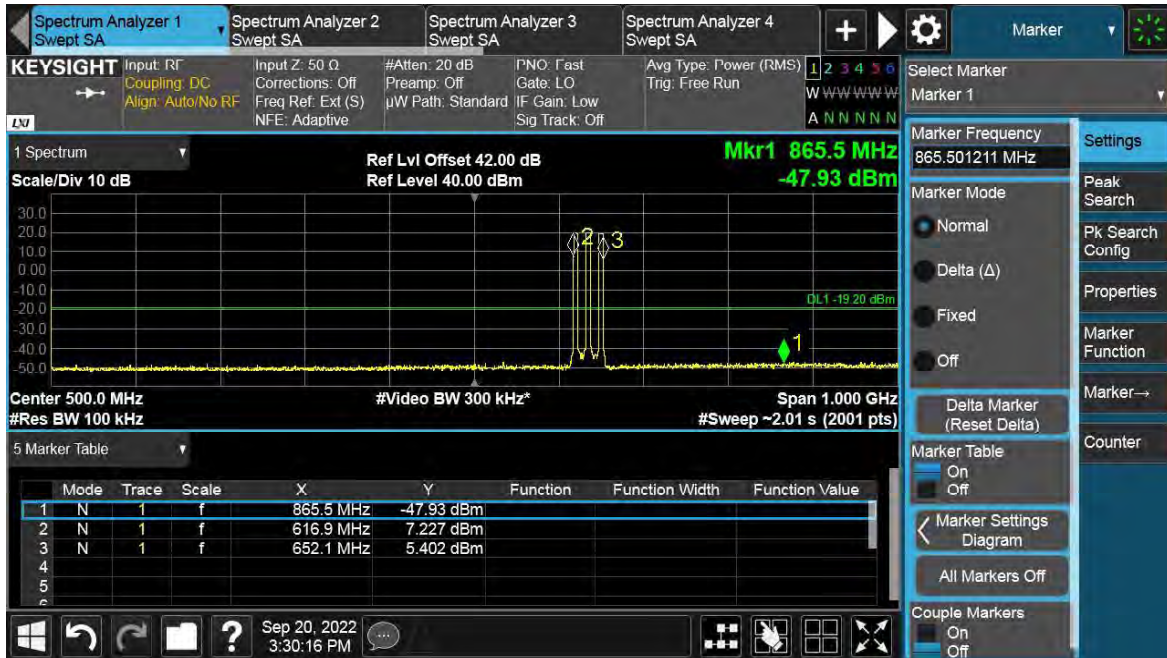 Spectrum Analyzer 1
Swept SA
Spectrum Analyzer 2
Swept SA
Spectrum Analyzer 3
Swept SA
Spectrum Analyzer 4
Swept SA
+
Marker
KEYSIGHT
LXI
Input: RF
Coupling: DC
Align: Auto/No RF
Input Z: 50 Ω
Corrections: Off
Freq Ref: Ext (S)
NFE: Adaptive
#Atten: 20 dB
Preamp: Off
µW Path: Standard
PNO: Fast
Gate: LO
IF Gain: Low
Sig Track: Off
Avg Type: Power (RMS)
Trig: Free Run
1 2 3 4 5 6
W W W W W W
A N N N N N
Select Marker
Marker 1
1 Spectrum
Scale/Div 10 dB
Ref Lvl Offset 42.00 dB
Ref Level 40.00 dBm
Mkr1 865.5 MHz
-47.93 dBm
30.0
20.0
10.0
0.00
-10.0
-20.0
-30.0
-40.0
-50.0
2
3
DL1 -19.20 dBm
1
Center 500.0 MHz
#Res BW 100 kHz
#Video BW 300 kHz*
Span 1.000 GHz
#Sweep ~2.01 s (2001 pts)
5 Marker Table
Mode Trace Scale X Y Function Function Width Function Value
1 N 1 f 865.5 MHz -47.93 dBm
2 N 1 f 616.9 MHz 7.227 dBm
3 N 1 f 652.1 MHz 5.402 dBm
4
5
Marker Frequency
865.501211 MHz
Marker Mode
Normal
Delta (Δ)
Fixed
Off
Delta Marker
(Reset Delta)
Marker Table
On
Off
Marker Settings
Diagram
All Markers Off
Couple Markers
On
Off
Settings
Peak
Search
Pk Search
Config
Properties
Marker
Function
Marker→
Counter
?
Sep 20, 2022
3:30:16 PM